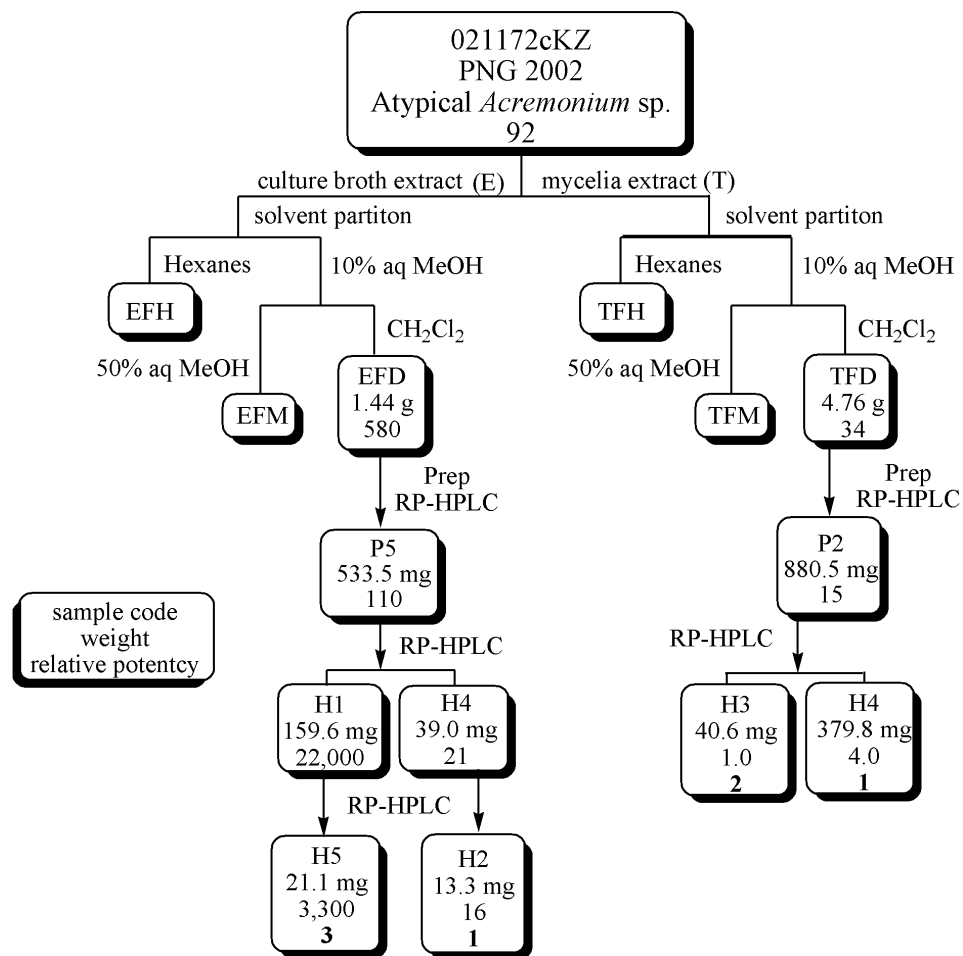 021172cKZ
PNG 2002
Atypical Acremonium sp.
92
culture broth extract (E)
mycelia extract (T)
solvent partiton
solvent partiton
Hexanes
10% aq MeOH
Hexanes
10% aq MeOH
EFH
TFH
CH2Cl2
CH2Cl2
50% aq MeOH
50% aq MeOH
EFM
EFD
1.44 g
580
TFM
TFD
4.76 g
34
Prep
RP-HPLC
Prep
RP-HPLC
P5
533.5 mg
110
P2
880.5 mg
15
sample code
weight
relative potentcy
RP-HPLC
RP-HPLC
H1
159.6 mg
22,000
H4
39.0 mg
21
H3
40.6 mg
1.0
2
H4
379.8 mg
4.0
1
RP-HPLC
H5
21.1 mg
3,300
3
H2
13.3 mg
16
1